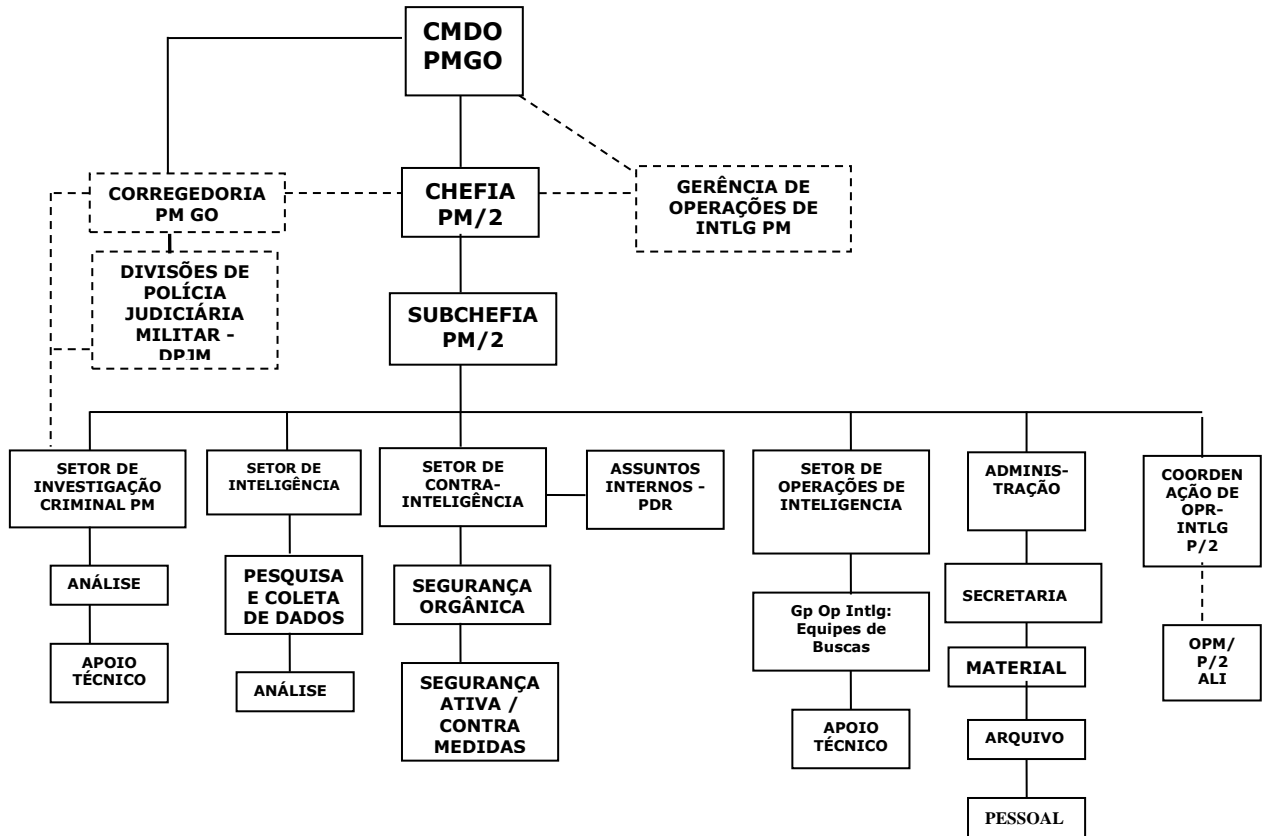 CMDO
PMGO
CORREGEDORIA
PM GO
CHEFIA
PM/2
GERÊNCIA DE
OPERAÇÕES DE
INTLG PM
DIVISÕES DE
POLÍCIA
JUDICIÁRIA
MILITAR -
DPJM
SUBCHEFIA
PM/2
SETOR DE
INVESTIGAÇÃO
CRIMINAL PM
SETOR DE
INTELIGÊNCIA
SETOR DE
CONTRA-
INTELIGÊNCIA
ASSUNTOS
INTERNOS -
PDR
SETOR DE
OPERAÇÕES DE
INTELIGENCIA
ADMINIS-
TRAÇÃO
COORDEN
AÇÃO DE
OPR-
INTLG
P/2
ANÁLISE
PESQUISA
E COLETA
DE DADOS
SEGURANÇA
ORGÂNICA
Gp Op Intlg:
Equipes de
Buscas
SECRETARIA
OPM/
P/2
ALI
APOIO
TÉCNICO
ANÁLISE
SEGURANÇA
ATIVA /
CONTRA
MEDIDAS
APOIO
TÉCNICO
MATERIAL
ARQUIVO
PESSOAL